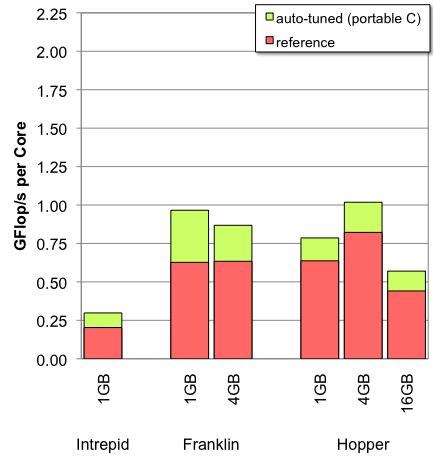 auto-tuned (portable C)
reference
GFlop/s per Core
2.25
2.00
1.75
1.50
1.25
1.00
0.75
0.50
0.25
0.00
1GB
1GB
4GB
1GB
4GB
16GB
Intrepid
Franklin
Hopper